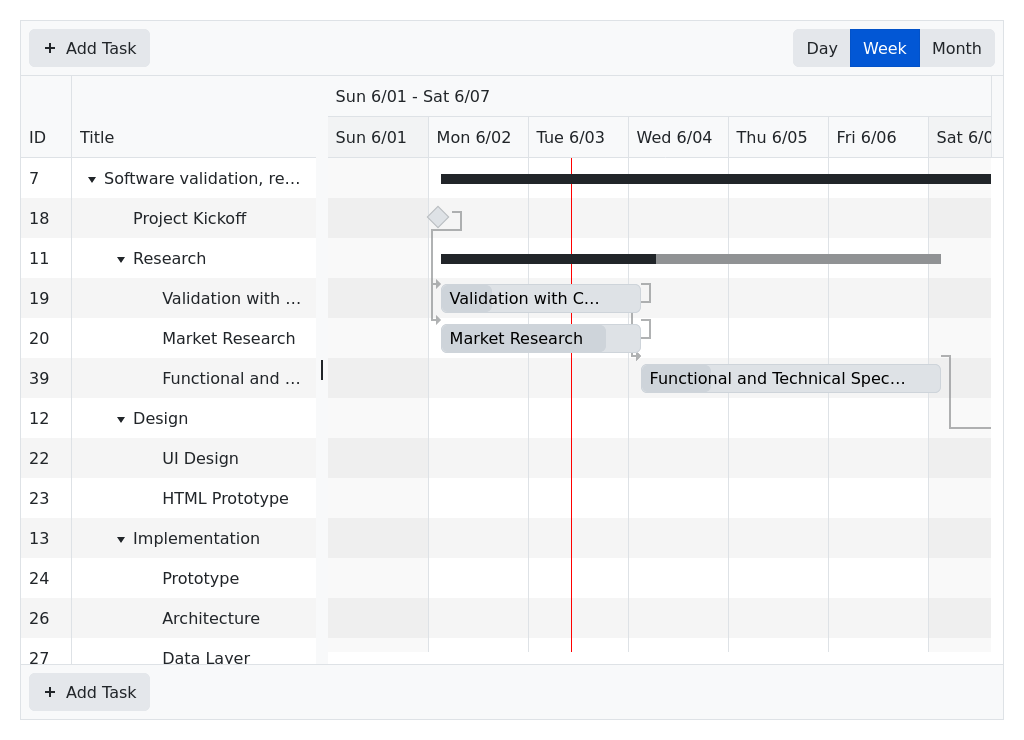 + Add Task
Day Week Month
Sun 6/01 - Sat 6/07
ID Title Sun 6/01 Mon 6/02 Tue 6/03 Wed 6/04 Thu 6/05 Fri 6/06 Sat 6/0
7 Software validation, re...
18 Project Kickoff
11 Research
19 Validation with ... Validation with C...
20 Market Research Market Research
39 Functional and ... Functional and Technical Spec...
12 Design
22 UI Design
23 HTML Prototype
13 Implementation
24 Prototype
26 Architecture
27 Data Layer
+ Add Task